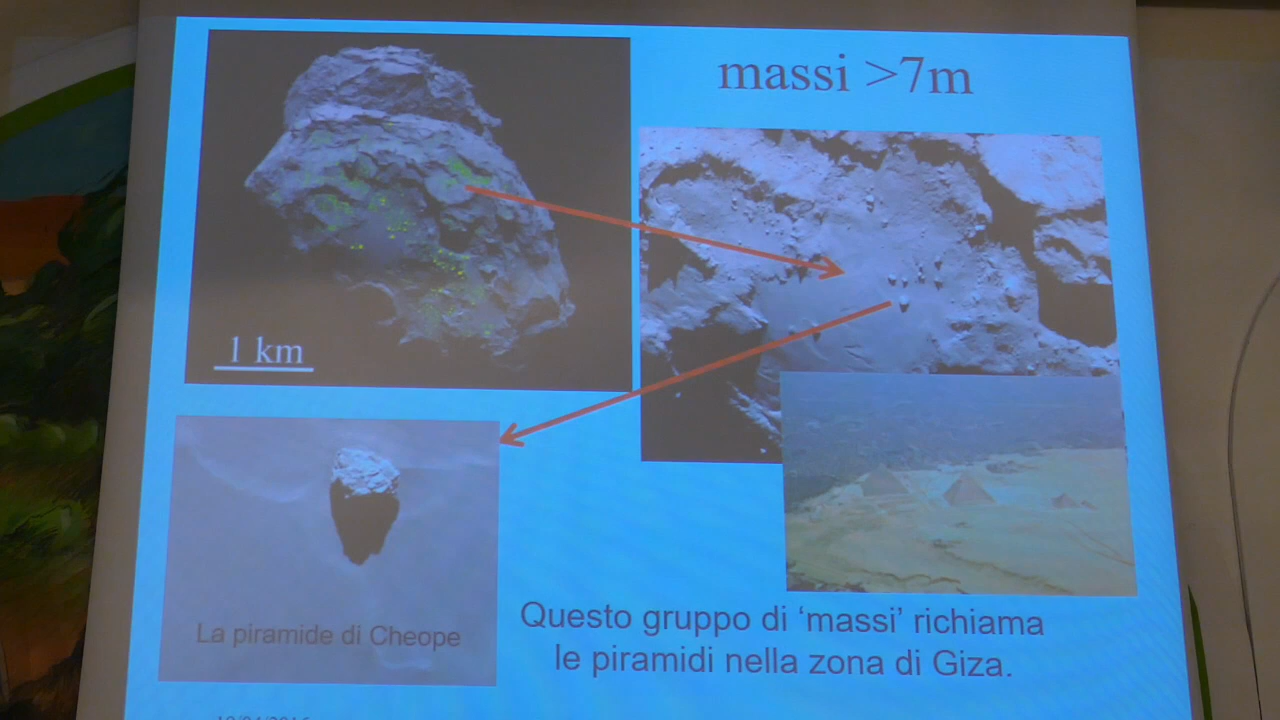 massi >7m
1 km
La piramide di Cheope
Questo gruppo di ‘massi’ richiama
le piramidi nella zona di Giza.